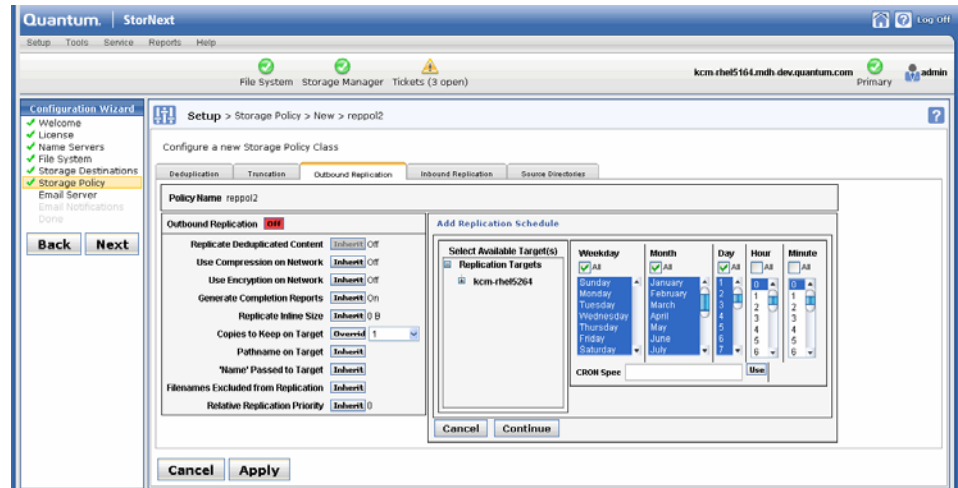 Quantum. StorNext
Log Off
Setup Tools Service Reports Help
File System Storage Manager Tickets (3 open)
kcm-rhel5164.mdh-dev.quantum.com Primary admin
Configuration Wizard
Welcome
License
Name Servers
File System
Storage Destinations
Storage Policy
Email Server
Email Notifications
Done
Back Next
Setup > Storage Policy > New > reppol2
Configure a new Storage Policy Class
Deduplication Truncation Outbound Replication Inbound Replication Source Directories
Policy Name reppol2
Outbound Replication Off
Replicate Deduplicated Content Inherit Off
Use Compression on Network Inherit Off
Use Encryption on Network Inherit Off
Generate Completion Reports Inherit On
Replicate Inline Size Inherit 0 B
Copies to Keep on Target Overrid 1
Pathname on Target Inherit
'Name' Passed to Target Inherit
Filenames Excluded from Replication Inherit
Relative Replication Priority Inherit 0
Add Replication Schedule
Select Available Target(s)
Replication Targets
kcm-rhel5264
Weekday Month Day Hour Minute
All All All All All
Sunday January 1 0 0
Monday February 2 1 1
Tuesday March 3 2 2
Wednesday April 4 3 3
Thursday May 5 4 4
Friday June 6 5 5
Saturday July 7 6 6
CRON Spec Use
Cancel Continue
Cancel Apply